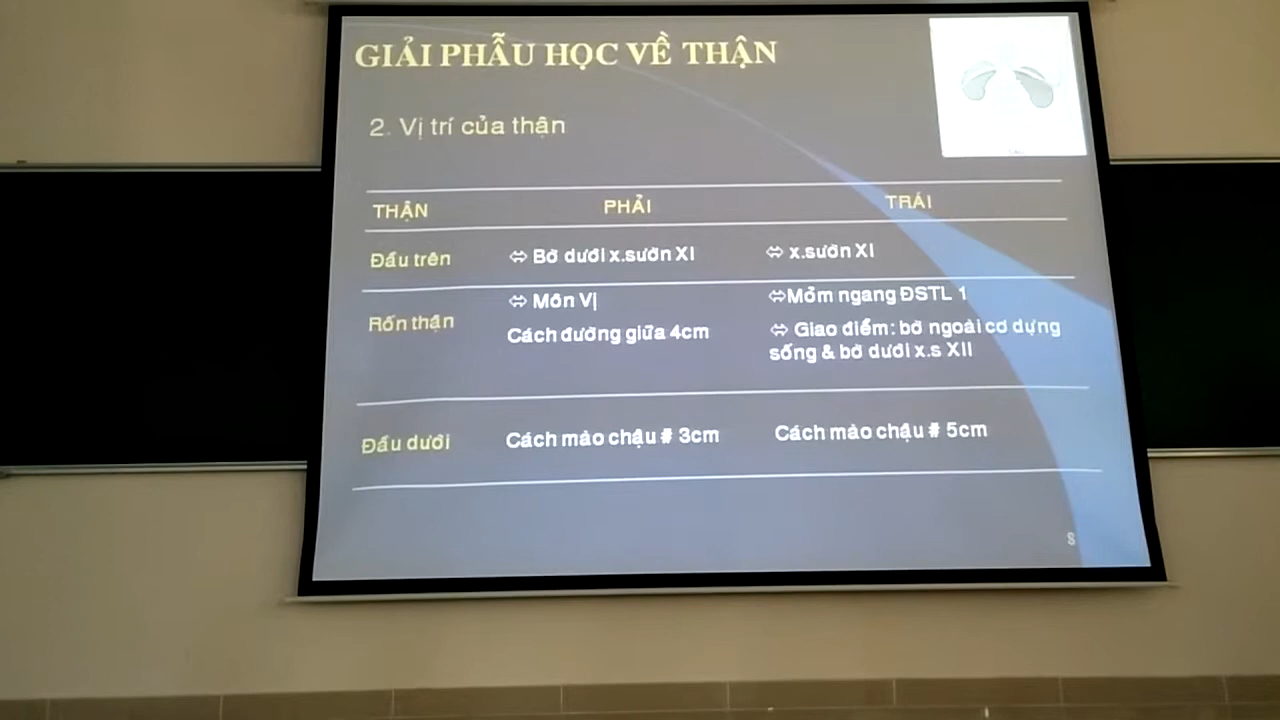 GIẢI PHẪU HỌC VỀ THẬN
2. Vị trí của thận
THẬN PHẢI TRÁI
Đầu trên ⇔ Bờ dưới x.sườn XI ⇔ x.sườn XI
Rốn thận ⇔ Môn Vị ⇔Mỏm ngang ĐSTL 1
Cách đường giữa 4cm ⇔ Giao điểm: bờ ngoài cơ dựng
sống & bờ dưới x.s XII
Đầu dưới Cách mào chậu # 3cm Cách mào chậu # 5cm